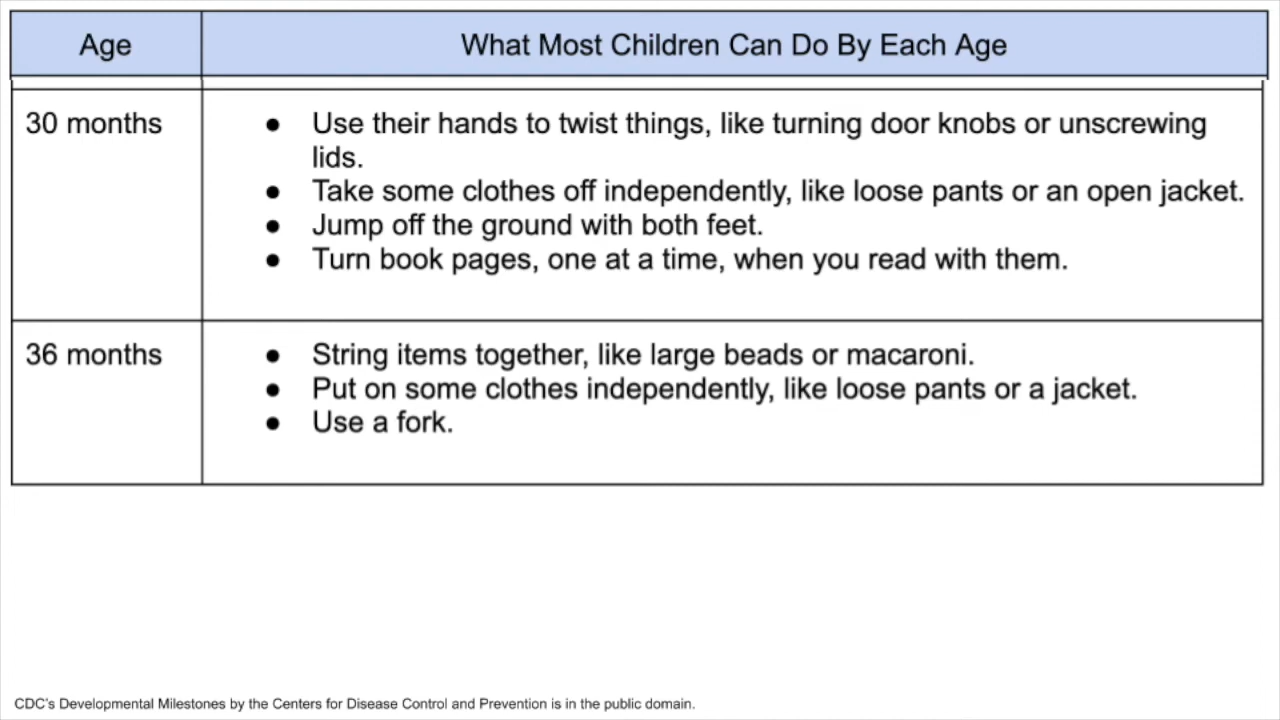 Age
What Most Children Can Do By Each Age
30 months
● Use their hands to twist things, like turning door knobs or unscrewing
lids.
● Take some clothes off independently, like loose pants or an open jacket.
● Jump off the ground with both feet.
● Turn book pages, one at a time, when you read with them.
36 months
● String items together, like large beads or macaroni.
● Put on some clothes independently, like loose pants or a jacket.
● Use a fork.
CDC's Developmental Milestones by the Centers for Disease Control and Prevention is in the public domain.